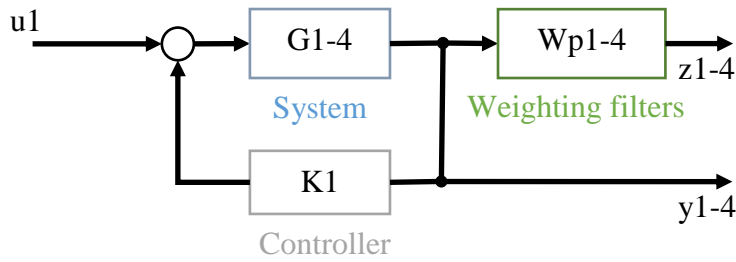 u1
G1-4
Wp1-4
z1-4
System
Weighting filters
K1
y1-4
Controller